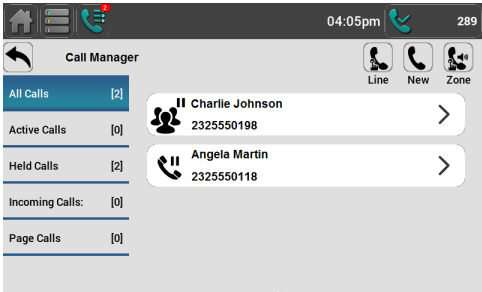 2
04:05pm
289
Call Manager
Line
New
Zone
All Calls [2]
Active Calls [0]
Held Calls [2]
Incoming Calls: [0]
Page Calls [0]
Charlie Johnson
2325550198
Angela Martin
2325550118